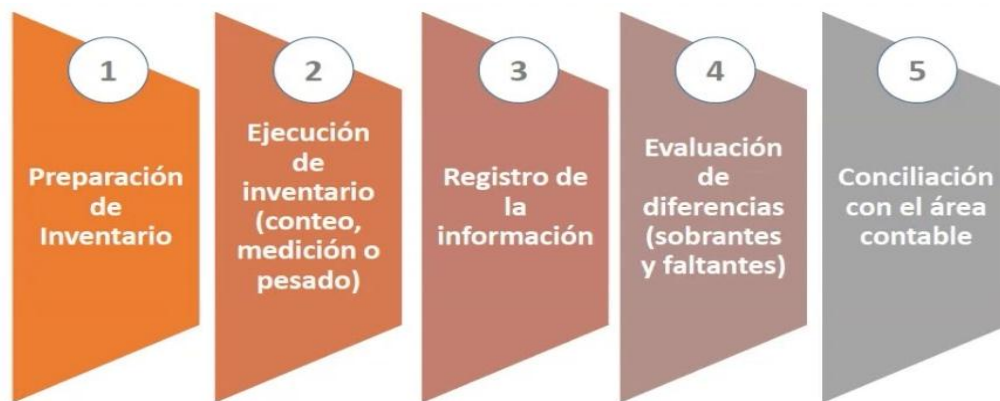 1
Preparación
de
Inventario
2
Ejecución
de
inventario
(conteo,
medición o
pesado)
3
Registro de
la
información
4
Evaluación
de
diferencias
(sobrantes
y faltantes)
5
Conciliación
con el área
contable